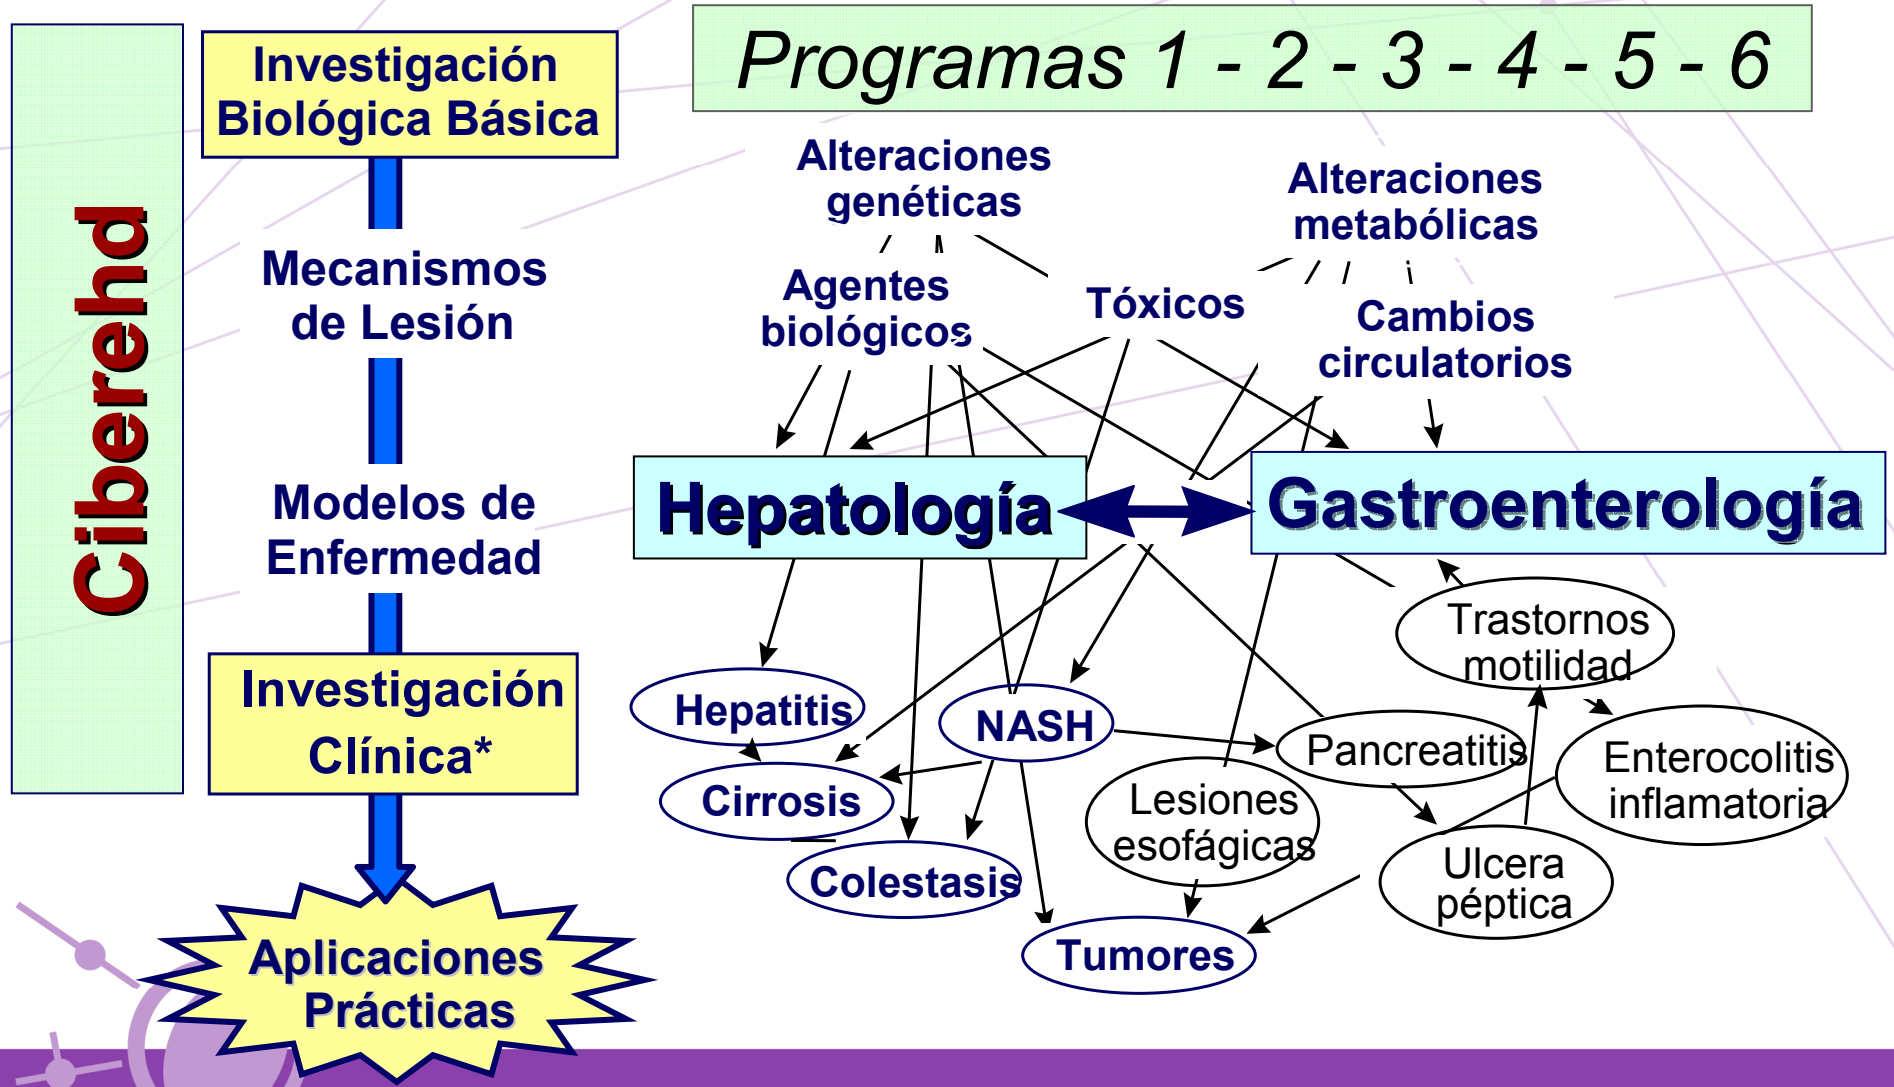 Ciberehd
Investigación
Biológica Básica
Mecanismos
de Lesión
Modelos de
Enfermedad
Investigación
Clínica*
Aplicaciones
Prácticas
Programas 1 - 2 - 3 - 4 - 5 - 6
Alteraciones
genéticas
Alteraciones
metabólicas
Agentes
biológicos
Tóxicos
Cambios
circulatorios
Hepatología
Gastroenterología
Trastornos
motilidad
Hepatitis
NASH
Pancreatitis
Enterocolitis
inflamatoria
Cirrosis
Lesiones
esofágicas
Colestasis
Ulcera
péptica
Tumores